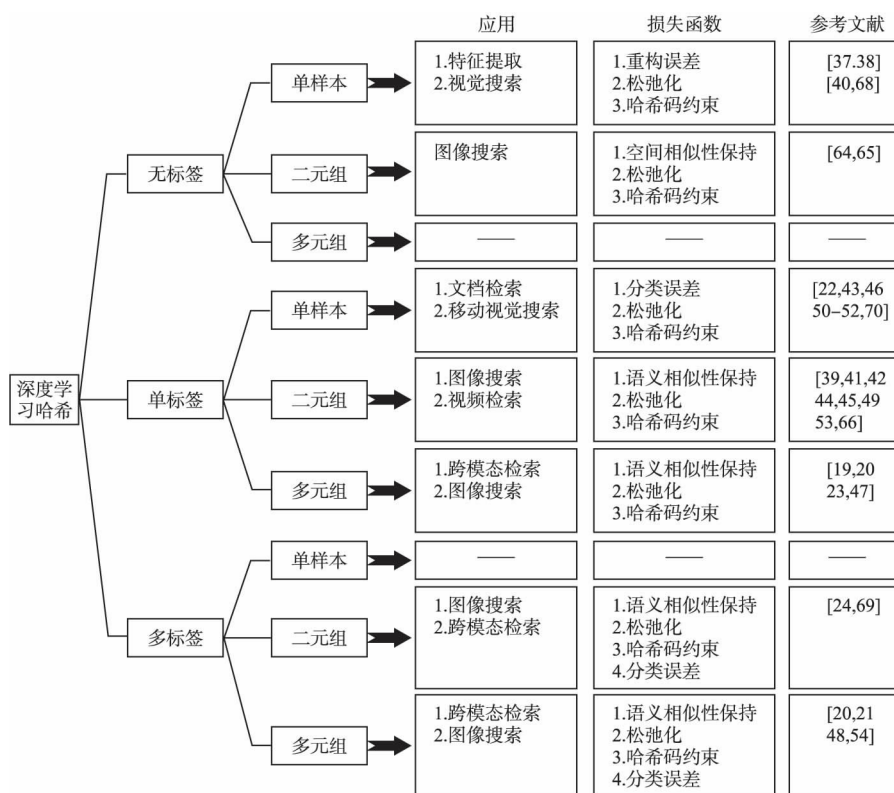 应用
损失函数
参考文献
深度学
习哈希
无标签
单样本
1.特征提取
2.视觉搜索
1.重构误差
2.松弛化
3.哈希码约束
[37.38]
[40,68]
二元组
图像搜索
1.空间相似性保持
2.松弛化
3.哈希码约束
[64,65]
多元组
——
——
——
单标签
单样本
1.文档检索
2.移动视觉搜索
1.分类误差
2.松弛化
3.哈希码约束
[22,43,46
50–52,70]
二元组
1.图像搜索
2.视频检索
1.语义相似性保持
2.松弛化
3.哈希码约束
[39,41,42
44,45,49
53,66]
多元组
1.跨模态检索
2.图像搜索
1.语义相似性保持
2.松弛化
3.哈希码约束
[19,20
23,47]
多标签
单样本
——
——
——
二元组
1.图像搜索
2.跨模态检索
1.语义相似性保持
2.松弛化
3.哈希码约束
4.分类误差
[24,69]
多元组
1.跨模态检索
2.图像搜索
1.语义相似性保持
2.松弛化
3.哈希码约束
4.分类误差
[20,21
48,54]